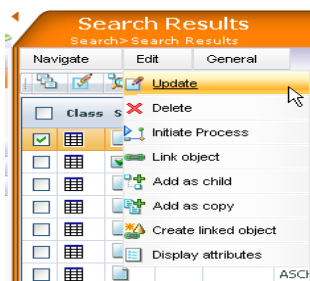 Search Results
Search>Search Results
Navigate Edit General
Update
Class S Delete
Initiate Process
Link object
Add as child
Add as copy
Create linked object
Display attributes
ASCH